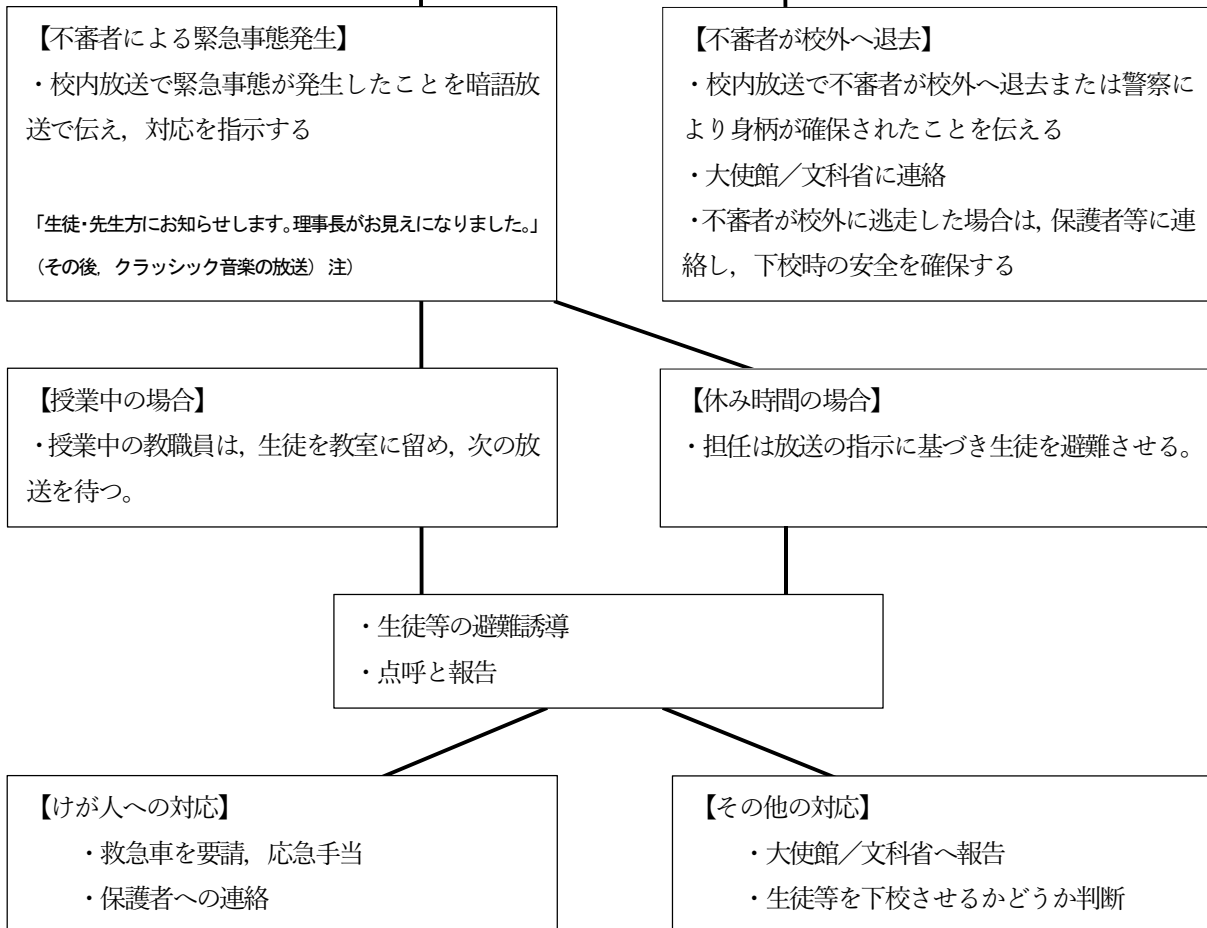 【不審者による緊急事態発生】
・校内放送で緊急事態が発生したことを暗語放
送で伝え，対応を指示する
「生徒・先生方にお知らせします。理事長がお見えになりました。」
（その後，クラッシック音楽の放送）注）
【不審者が校外へ退去】
・校内放送で不審者が校外へ退去または警察に
より身柄が確保されたことを伝える
・大使館／文科省に連絡
・不審者が校外に逃走した場合は，保護者等に連
絡し，下校時の安全を確保する
【授業中の場合】
・授業中の教職員は，生徒を教室に留め，次の放
送を待つ。
【休み時間の場合】
・担任は放送の指示に基づき生徒を避難させる。
・生徒等の避難誘導
・点呼と報告
【けが人への対応】
・救急車を要請，応急手当
・保護者への連絡
【その他の対応】
・大使館／文科省へ報告
・生徒等を下校させるかどうか判断